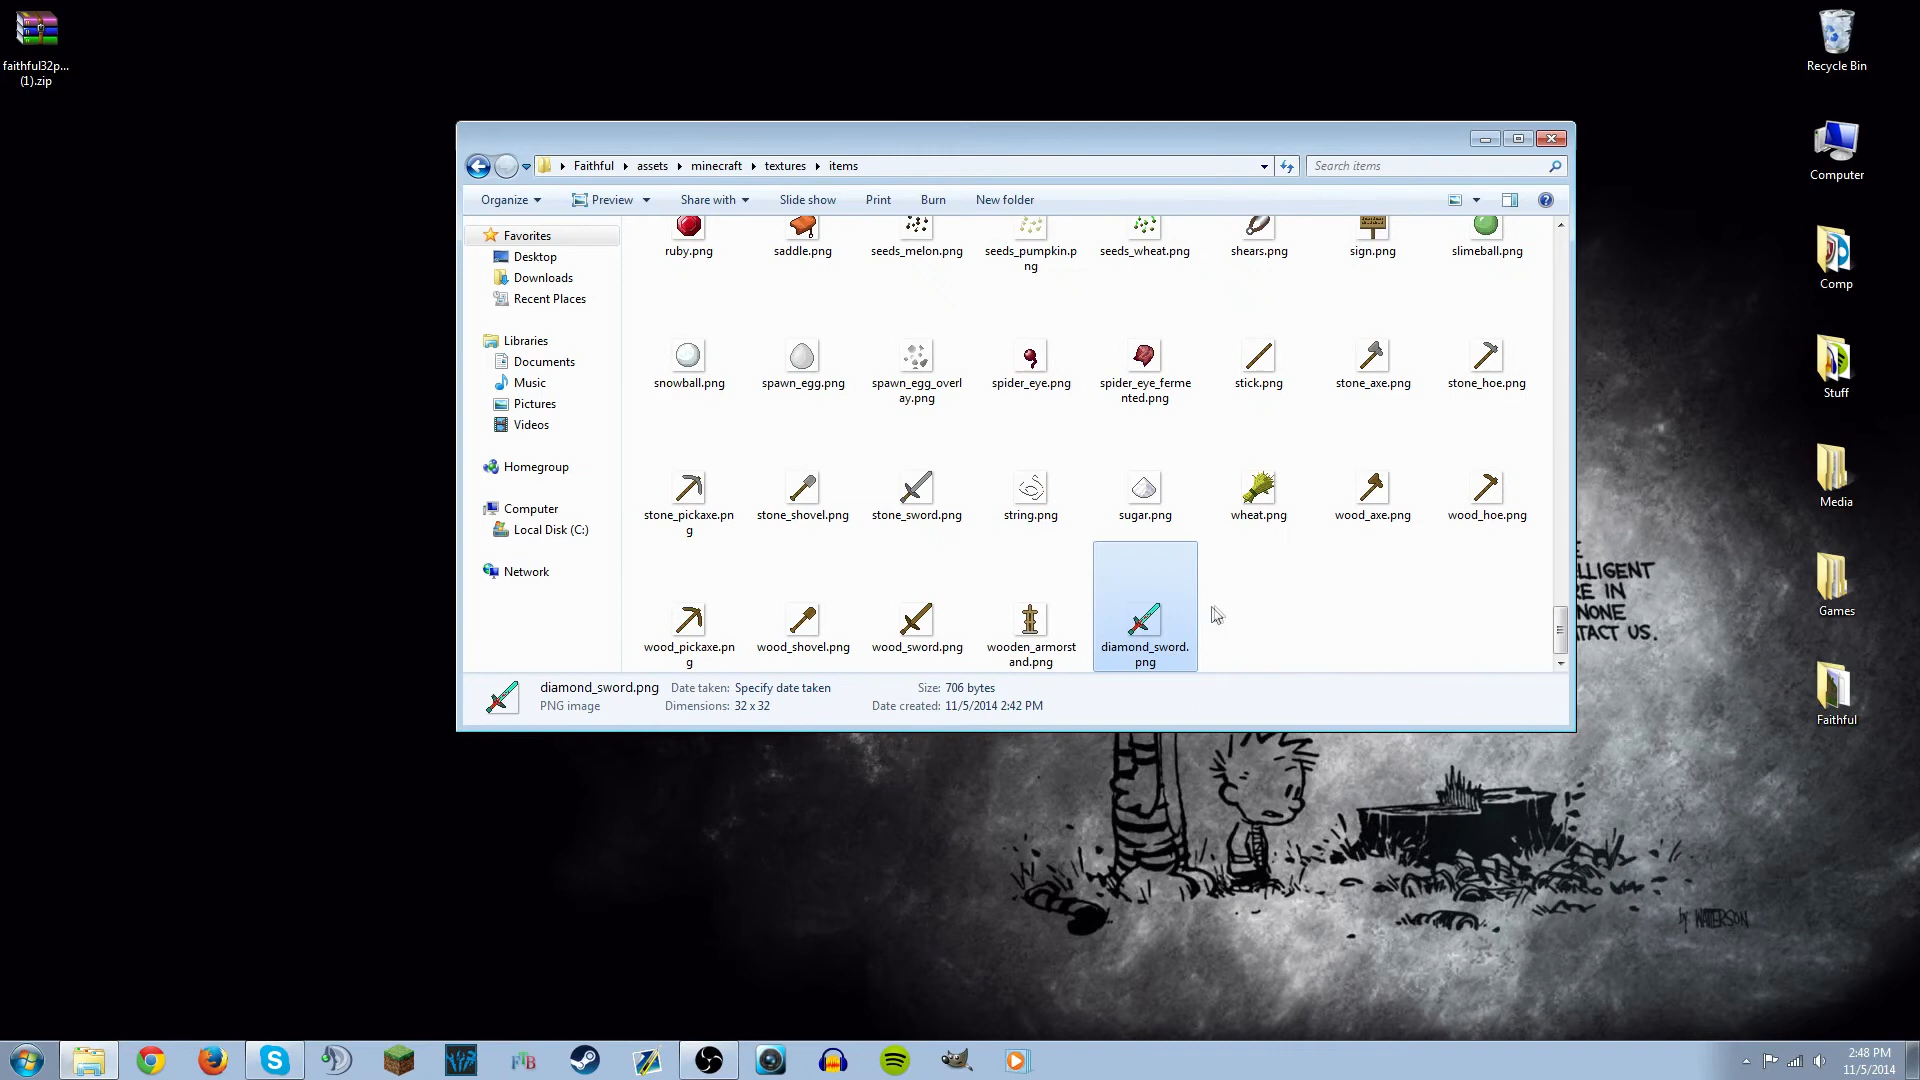 faithful32p...
(1).zip
Recycle Bin
Computer
Comp
Stuff
Media
Games
Faithful
Faithful
assets
minecraft
textures
items
Search items
Organize
Preview
Share with
Slide show
Print
Burn
New folder
Favorites
Desktop
Downloads
Recent Places
Libraries
Documents
Music
Pictures
Videos
Homegroup
Computer
Local Disk (C:)
Network
ruby.png
saddle.png
seeds_melon.png
seeds_pumpkin.p
ng
seeds_wheat.png
shears.png
sign.png
slimeball.png
snowball.png
spawn_egg.png
spawn_egg_overl
ay.png
spider_eye.png
spider_eye_ferme
nted.png
stick.png
stone_axe.png
stone_hoe.png
stone_pickaxe.pn
g
stone_shovel.png
stone_sword.png
string.png
sugar.png
wheat.png
wood_axe.png
wood_hoe.png
wood_pickaxe.pn
g
wood_shovel.png
wood_sword.png
wooden_armorst
and.png
diamond_sword.
png
diamond_sword.png
Date taken: Specify date taken
Size: 706 bytes
PNG image
Dimensions: 32 x 32
Date created: 11/5/2014 2:42 PM
LLIGENT
RE IN
NONE
TACT US.
by WATTERSON
FTB
2:48 PM
11/5/2014